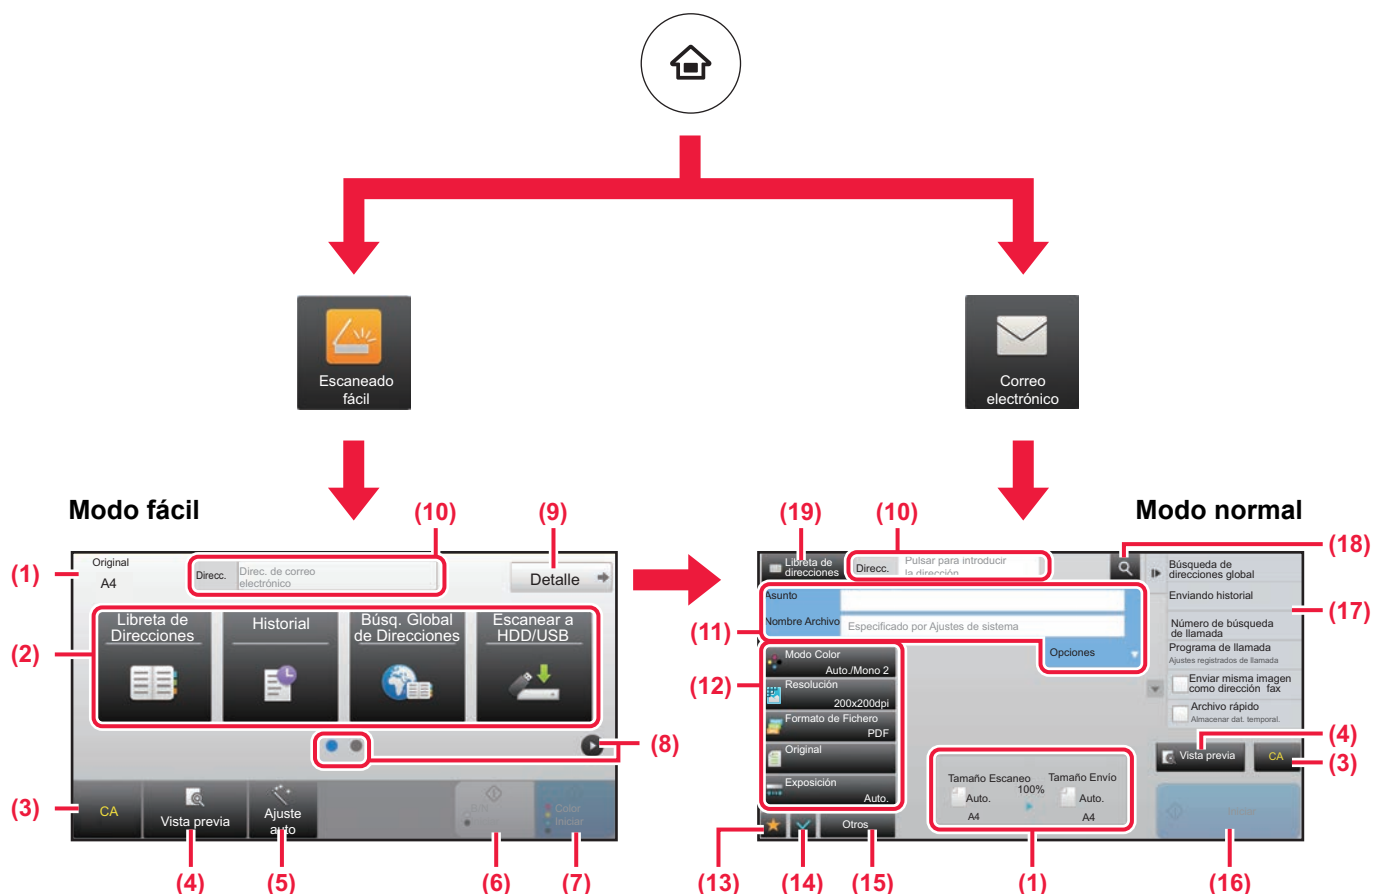 Escaneado
fácil
Correo
electrónico
Modo fácil
(10)
(9)
(19)
(10)
Modo normal
(18)
(1)
Original
A4
Direcc.
Direc. de correo
electrónico
Detalle
(2)
Libreta de
Direcciones
Historial
Búsq. Global
de Direcciones
Escanear a
HDD/USB
(8)
(3)
CA
Vista previa
Ajuste
auto
B/N
Color
Iniciar
(4)
(5)
(6)
(7)
Libreta de
direcciones
Direcc.
Pulsar para introducir
la dirección
Búsqueda de
direcciones global
Enviando historial
(17)
Número de búsqueda
de llamada
Programa de llamada
Ajustes registrados de llamada
Enviar misma imagen
como dirección fax
Archivo rápido
Almacenar dat. temporal.
(11)
Asunto
Nombre Archivo
Especificado por Ajustes de sistema
Opciones
(12)
Modo Color
Auto./Mono 2
Resolución
200x200dpi
Formato de Fichero
PDF
Original
Exposición
Auto.
(4)
Vista previa
CA
(3)
Tamaño Escaneo
100%
Tamaño Envío
Auto.
Auto.
A4
A4
Otros
(13)
(14)
(15)
(1)
(16)